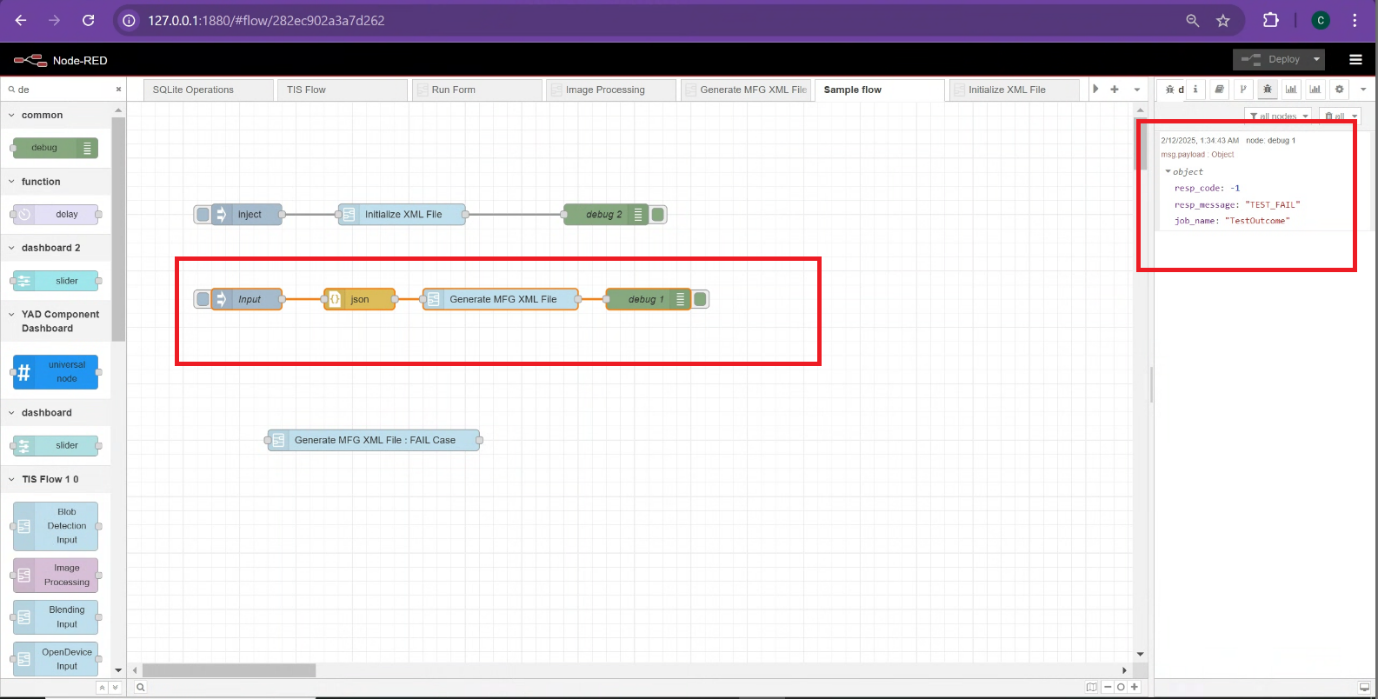 127.0.0.1:1880/#flow/282ec902a3a7d262
C
Node-RED
Deploy
de
SQLite Operations
TIS Flow
Run Form
Image Processing
Generate MFG XML File
Sample flow
Initialize XML File
d
i
all nodes
all
common
debug
function
delay
dashboard 2
slider
YAD Component
Dashboard
universal
node
dashboard
slider
TIS Flow 1 0
Blob
Detection
Input
Image
Processing
Blending
Input
OpenDevice
Input
inject
Initialize XML File
debug 2
Input
json
Generate MFG XML File
debug 1
Generate MFG XML File : FAIL Case
2/12/2025, 1:34:43 AM node: debug 1
msg.payload : Object
object
resp_code: -1
resp_message: "TEST_FAIL"
job_name: "TestOutcome"